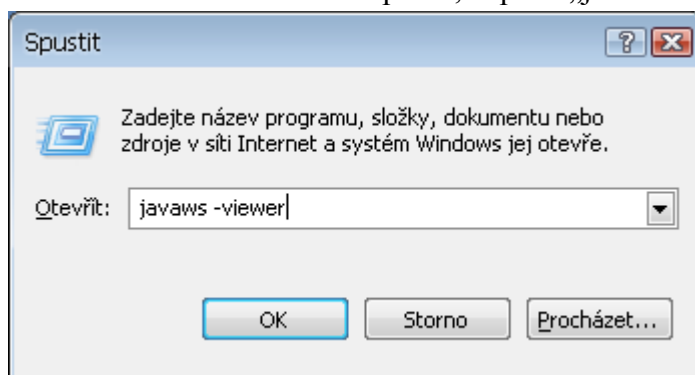 Spustit
Zadejte název programu, složky, dokumentu nebo
zdroje v síti Internet a systém Windows jej otevře.
Otevřít: javaws -viewer
OK Storno Procházet...